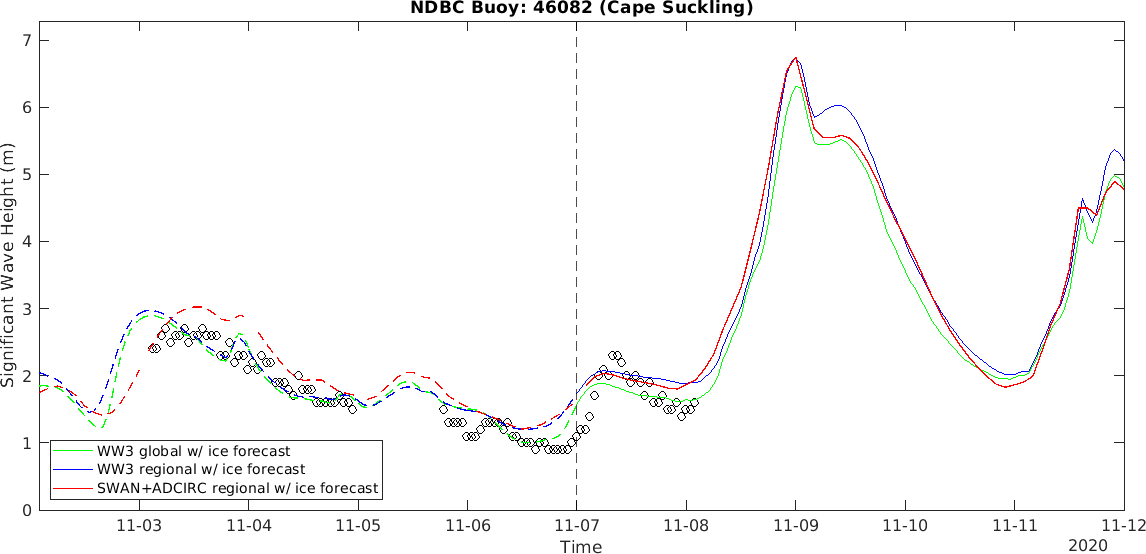 NDBC Buoy: 46082 (Cape Suckling)
Significant Wave Height (m)
7
6
5
4
3
2
1
0
WW3 global w/ ice forecast
WW3 regional w/ ice forecast
SWAN+ADCIRC regional w/ ice forecast
11-03 11-04 11-05 11-06 11-07 11-08 11-09 11-10 11-11 11-12
Time
2020